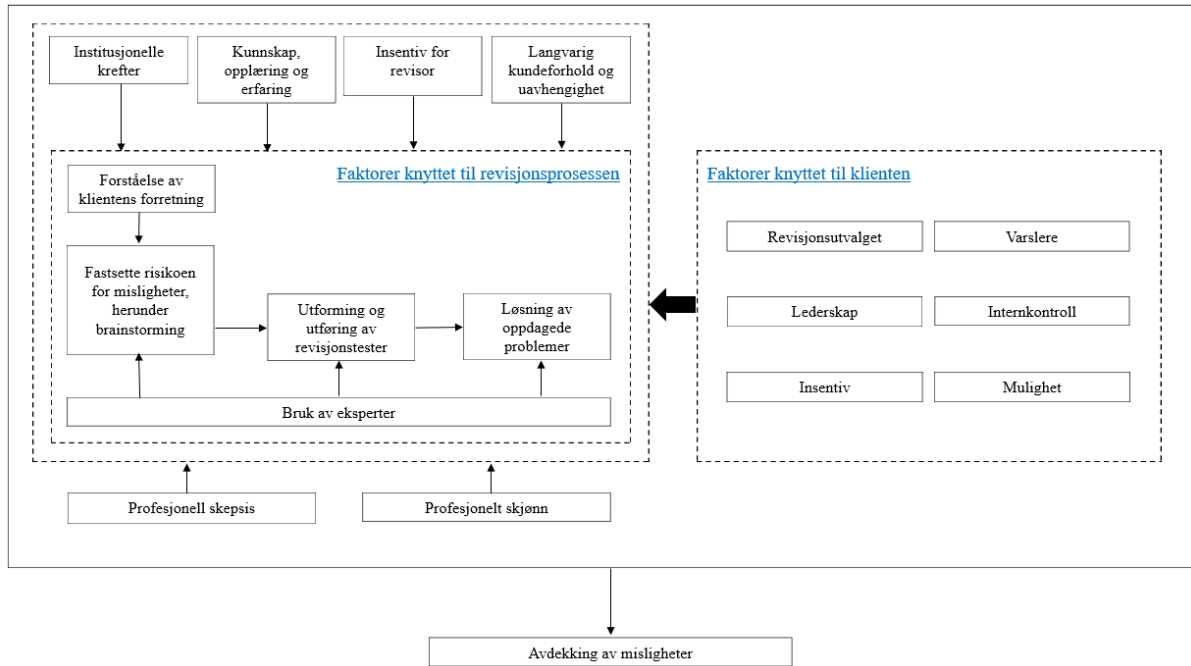 Institusjonelle
krefter
Kunnskap,
opplæring og
erfaring
Insentiv for
revisor
Langvarig
kundeforhold og
uavhengighet
Faktorer knyttet til revisjonsprosessen
Forståelse av
klientens forretning
Fastsette risikoen
for misligheter,
herunder
brainstorming
Utforming og
utføring av
revisjonstester
Løsning av
oppdagede
problemer
Bruk av eksperter
Faktorer knyttet til klienten
Revisjonsutvalget
Varslere
Lederskap
Internkontroll
Insentiv
Mulighet
Profesjonell skepsis
Profesjonelt skjønn
Avdekking av misligheter